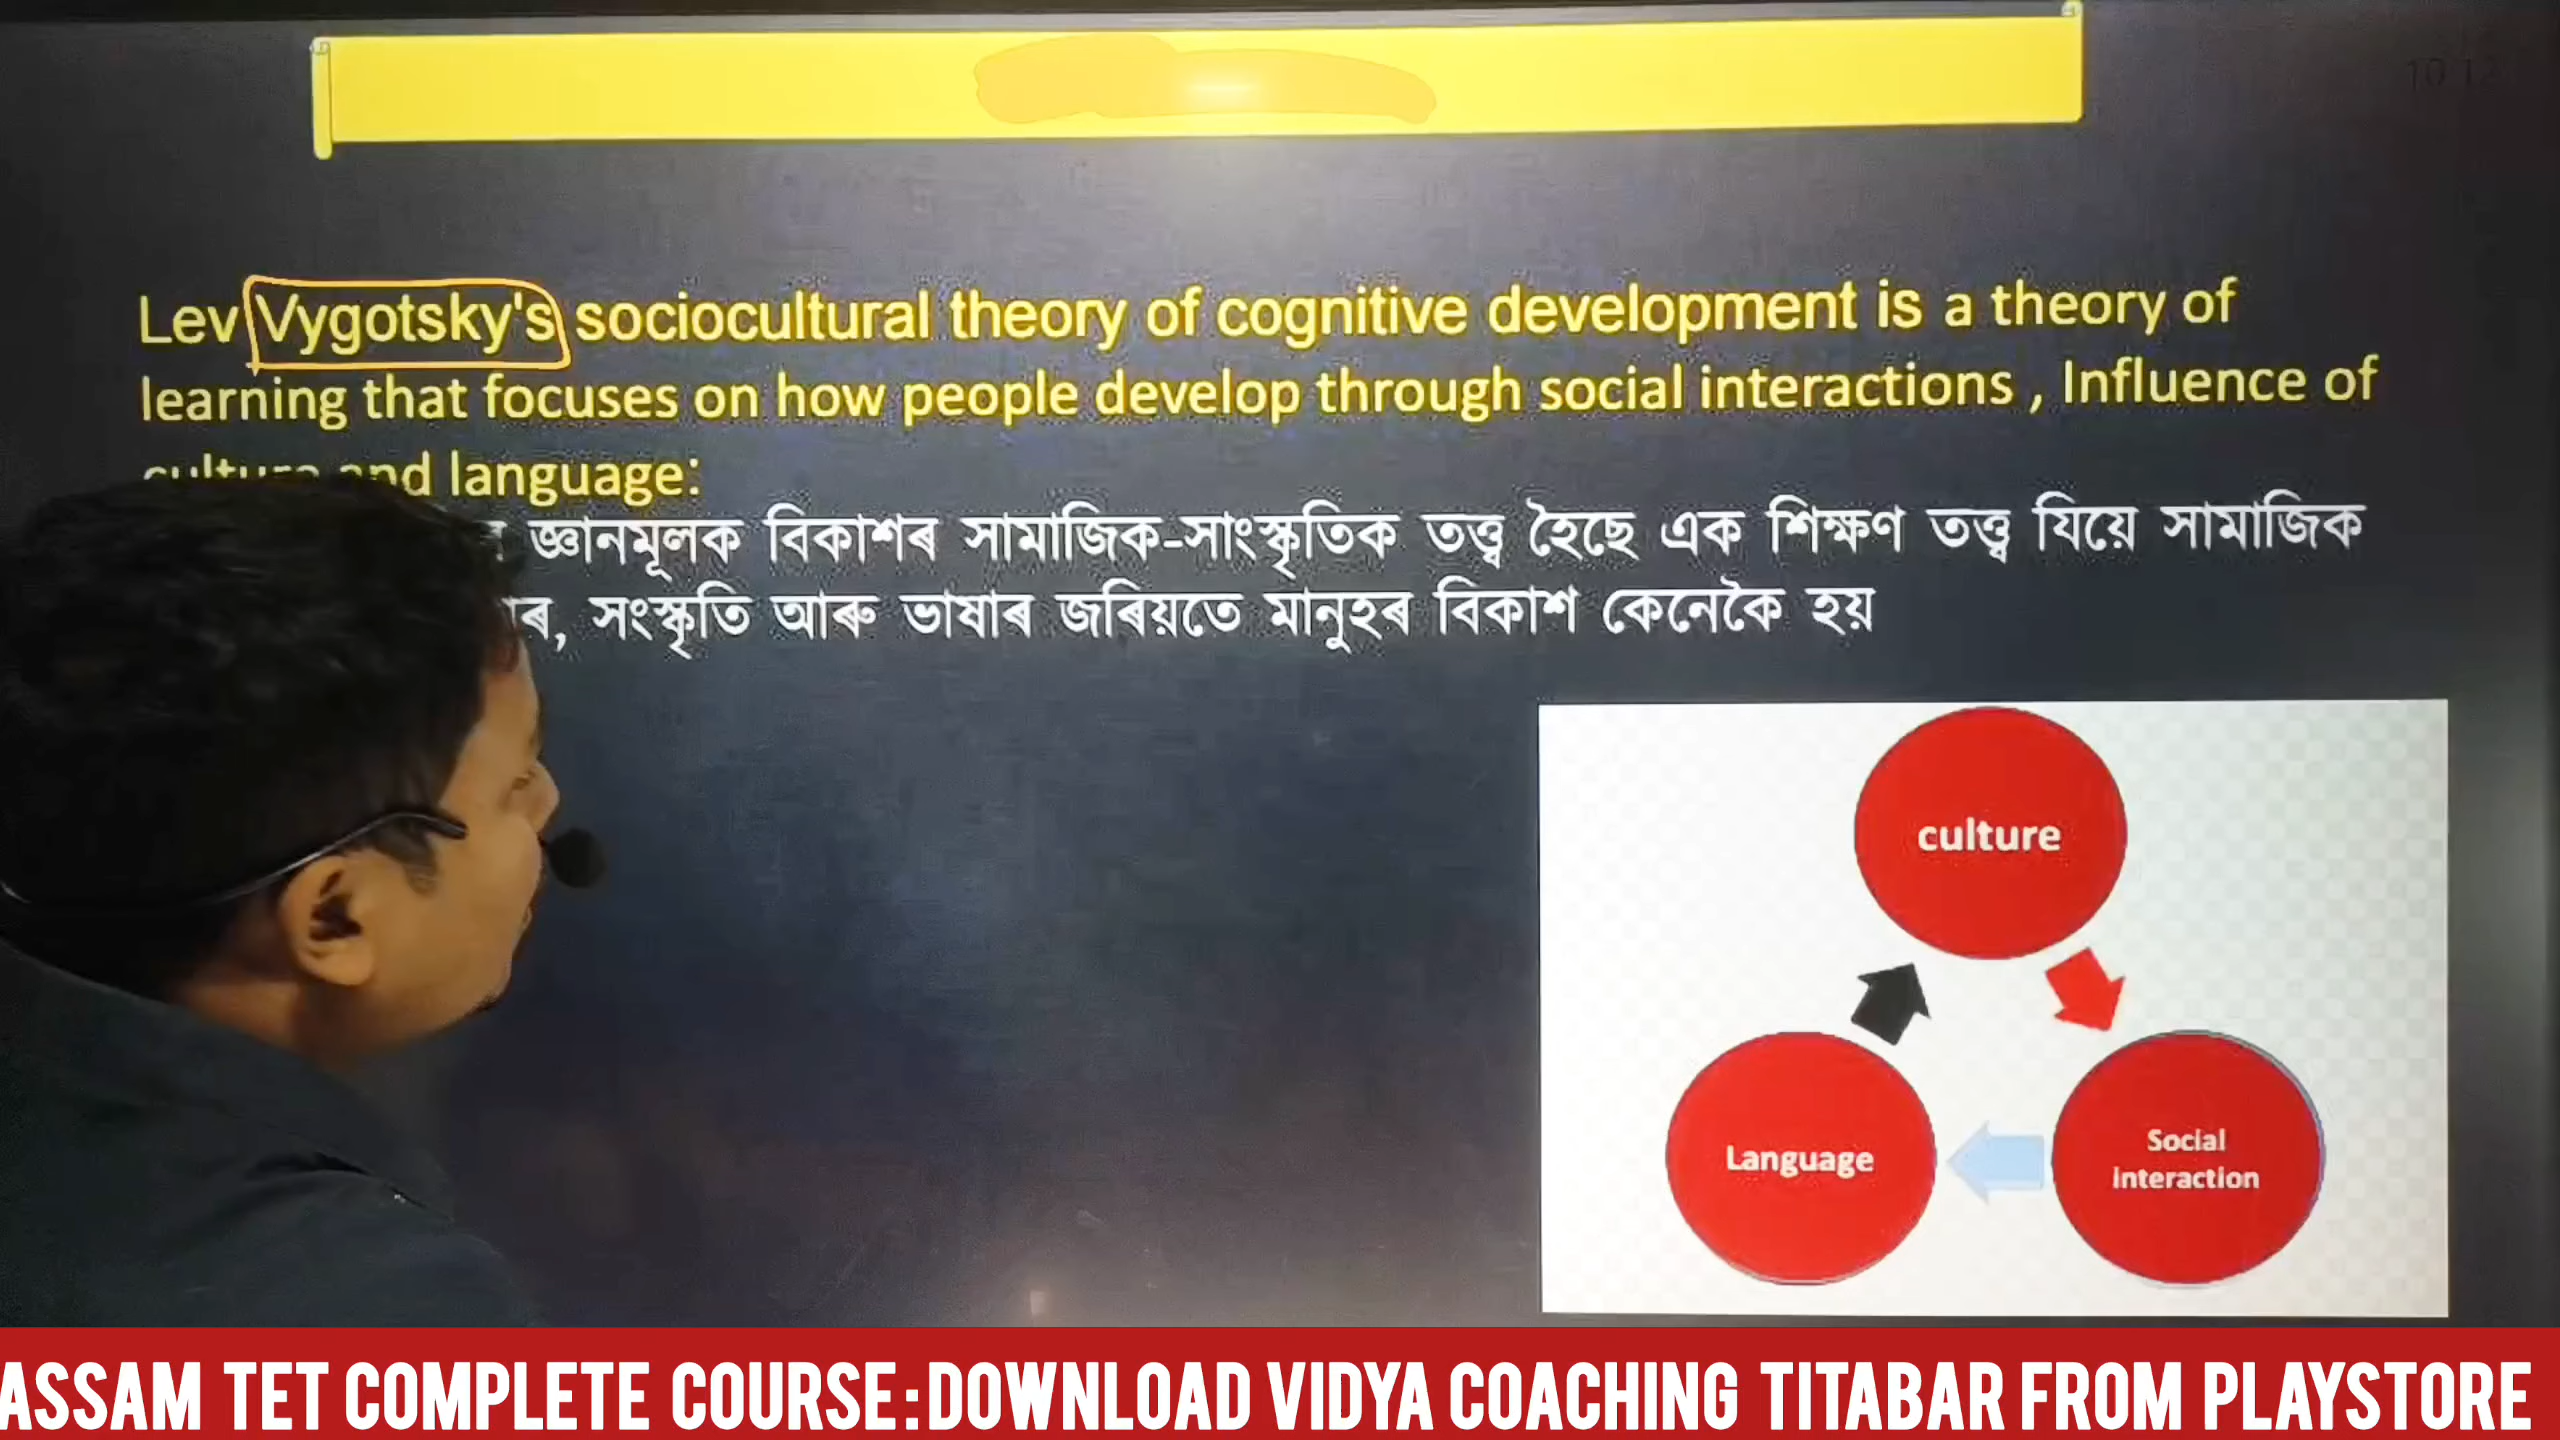 Lev Vygotsky's sociocultural theory of cognitive development is a theory of
learning that focuses on how people develop through social interactions , Influence of
culture and language:
জ্ঞানমূলক বিকাশৰ সামাজিক-সাংস্কৃতিক তত্ত্ব হৈছে এক শিক্ষণ তত্ত্ব যিয়ে সামাজিক
সংস্কৃতি আৰু ভাষাৰ জৰিয়তে মানুহৰ বিকাশ কেনেকৈ হয়
culture
Language
Social
interaction
ASSAM TET COMPLETE COURSE:DOWNLOAD VIDYA COACHING TITABAR FROM PLAYSTORE